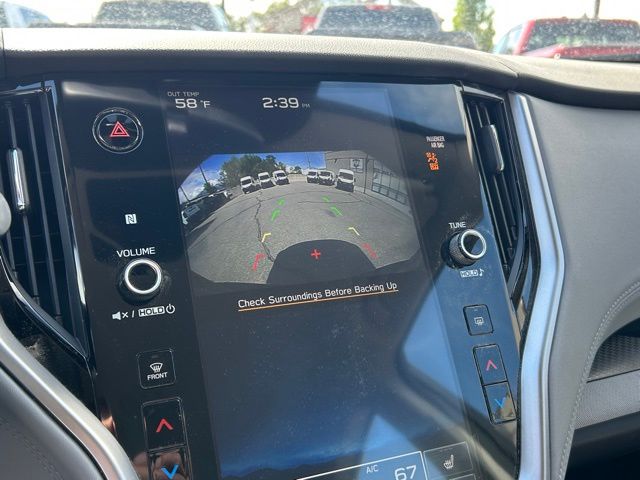 OUT TEMP
58 °F
2:39 PM
PASSENGER
AIR BAG
VOLUME
TUNE
/ HOLD
HOLD
Check Surroundings Before Backing Up
FRONT
A/C
67